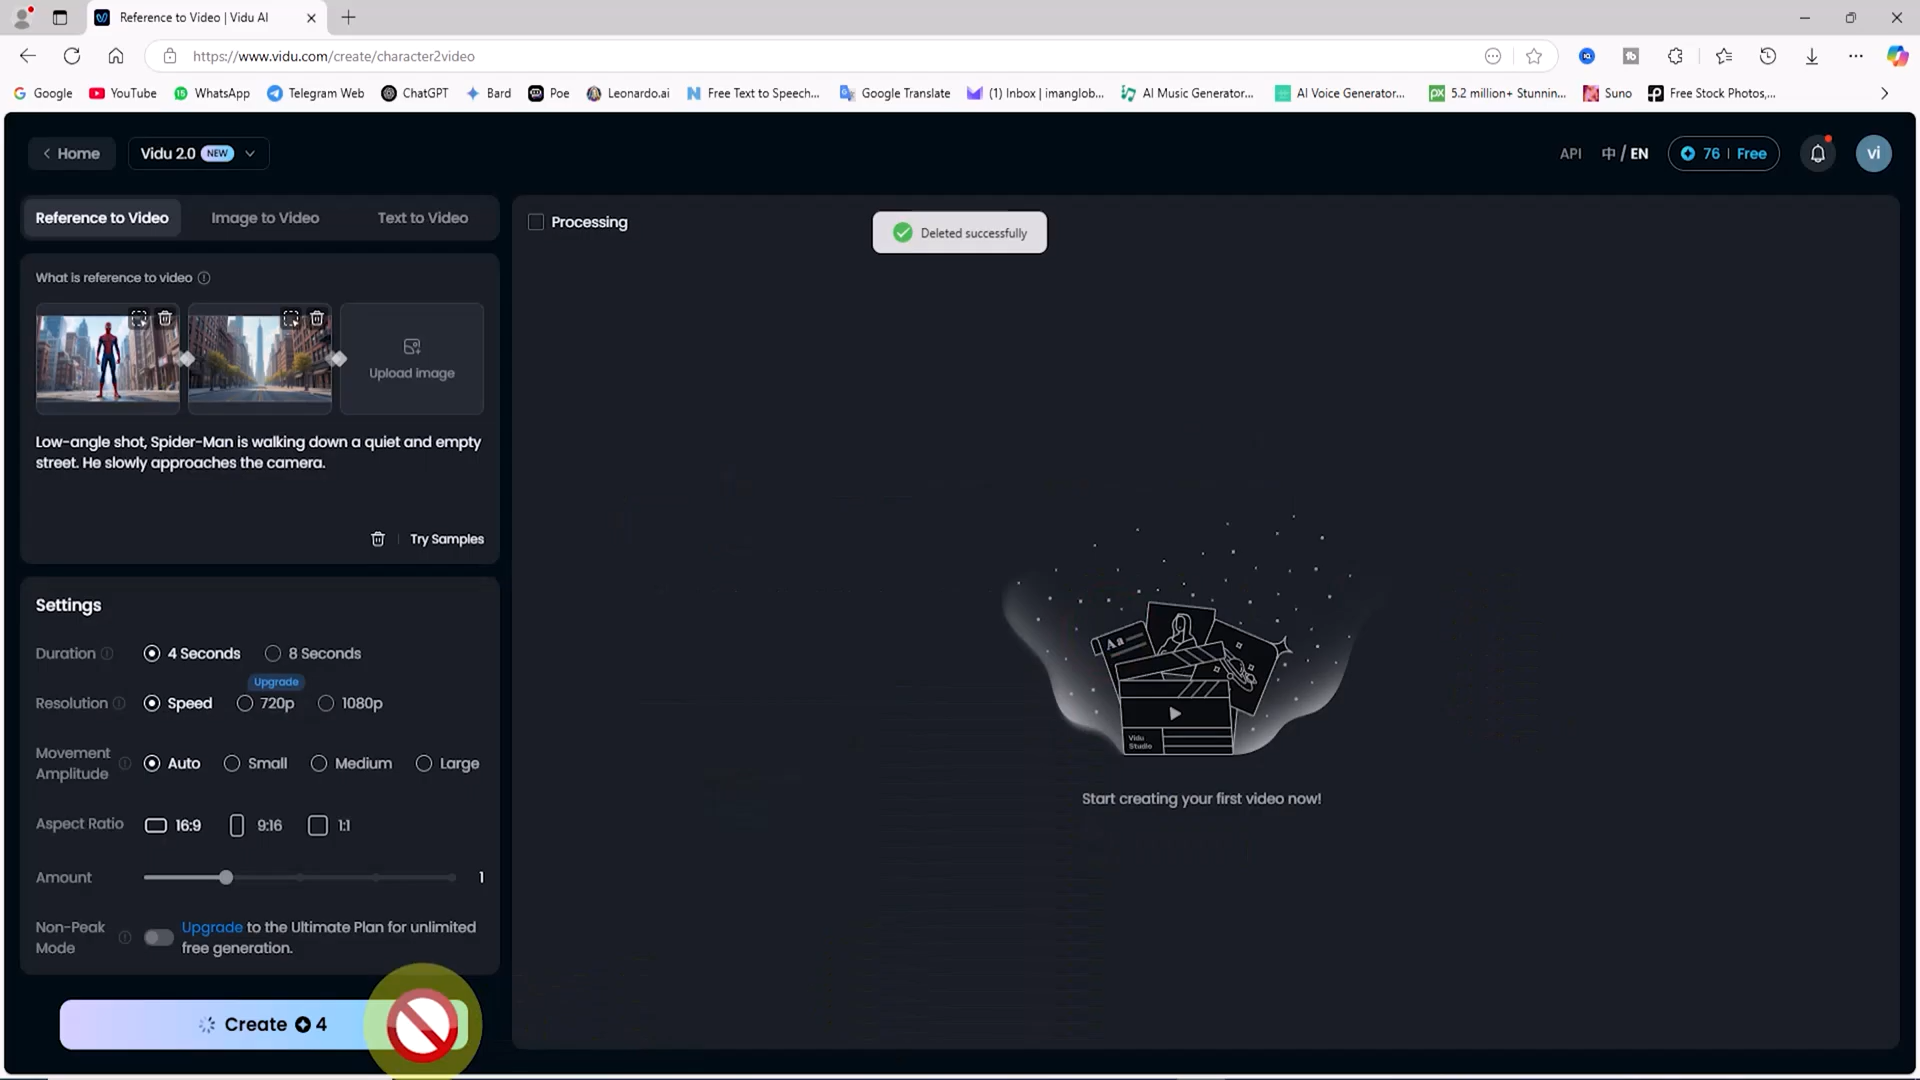 Reference to Video | Vidu AI
https://www.vidu.com/create/character2video
Google
YouTube
WhatsApp
Telegram Web
ChatGPT
Bard
Poe
Leonardo.ai
Free Text to Speech...
Google Translate
(1) Inbox | imanglob...
AI Music Generator...
AI Voice Generator...
5.2 million+ Stunnin...
Suno
Free Stock Photos,...
Home
Vidu 2.0 NEW
API
中 / EN
76 | Free
vi
Reference to Video
Image to Video
Text to Video
Processing
Deleted successfully
What is reference to video
Upload image
Low-angle shot, Spider-Man is walking down a quiet and empty
street. He slowly approaches the camera.
Try Samples
Settings
Duration
4 Seconds
8 Seconds
Upgrade
Resolution
Speed
720p
1080p
Movement
Amplitude
Auto
Small
Medium
Large
Aspect Ratio
16:9
9:16
1:1
Amount
1
Non-Peak
Mode
Upgrade to the Ultimate Plan for unlimited
free generation.
Create 4
Aa
Vidu
Studio
Start creating your first video now!